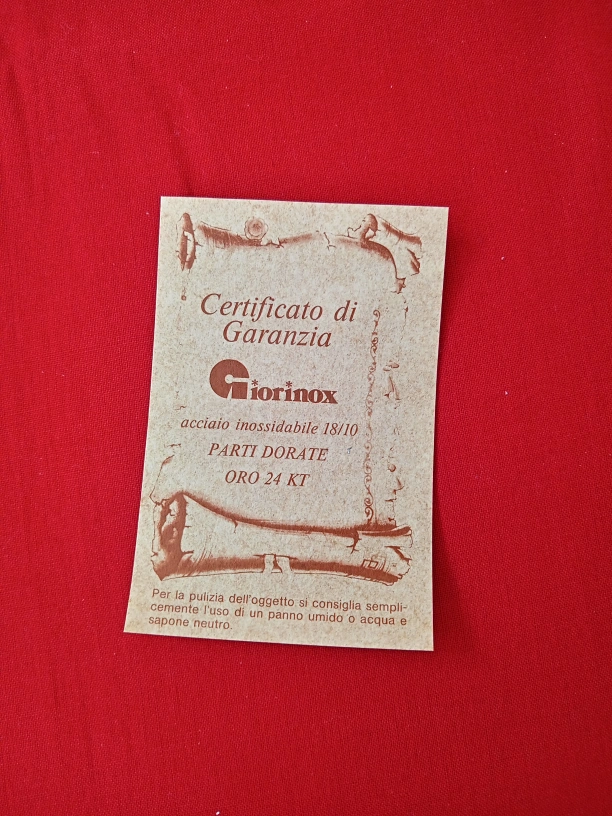 Certificato di
Garanzia
Giorinox
acciaio inossidabile 18/10
PARTI DORATE
ORO 24 KT
Per la pulizia dell'oggetto si consiglia sempli-
cemente l'uso di un panno umido o acqua e
sapone neutro.